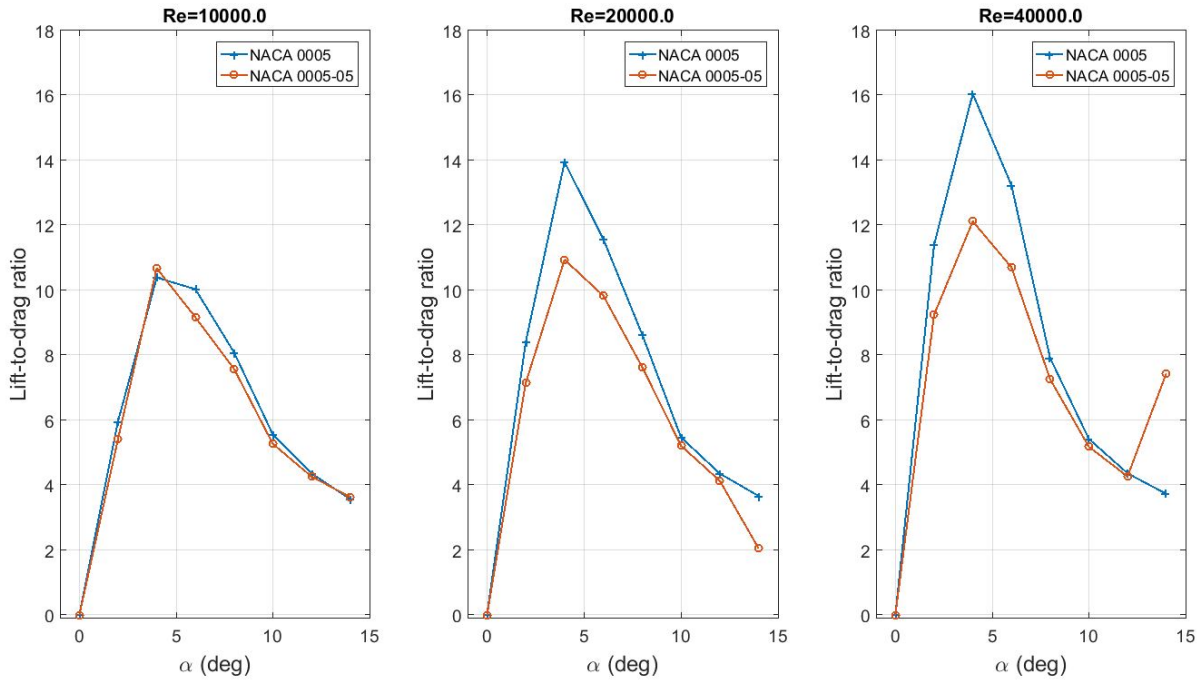 Re=10000.0
18
16
14
12
10
8
6
4
2
0
Lift-to-drag ratio
NACA 0005
NACA 0005-05
0 5 10 15
α (deg)
Re=20000.0
18
16
14
12
10
8
6
4
2
0
Lift-to-drag ratio
NACA 0005
NACA 0005-05
0 5 10 15
α (deg)
Re=40000.0
18
16
14
12
10
8
6
4
2
0
Lift-to-drag ratio
NACA 0005
NACA 0005-05
0 5 10 15
α (deg)